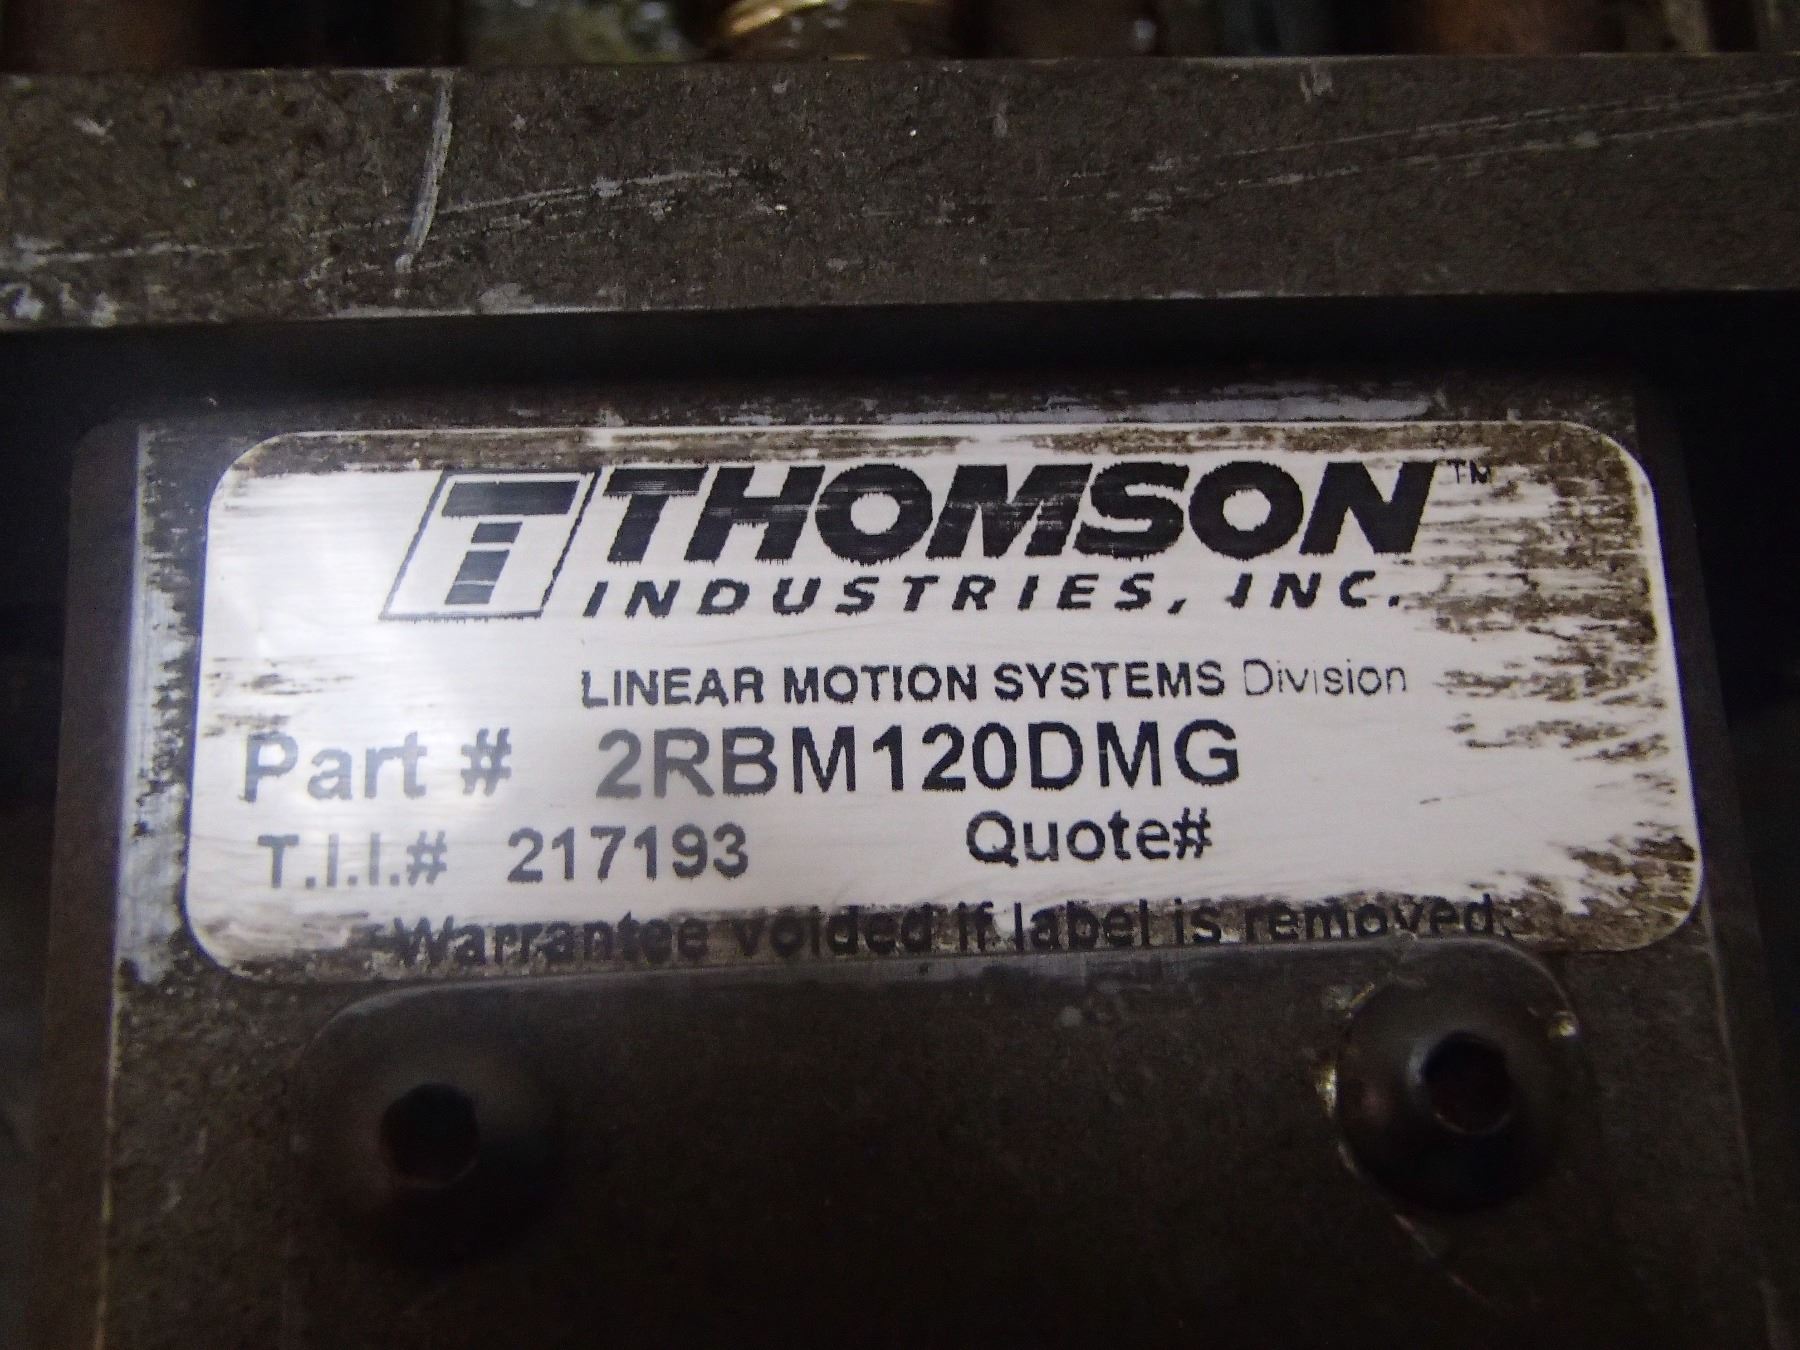 T THOMSON™
INDUSTRIES, INC.
LINEAR MOTION SYSTEMS Division
Part # 2RBM120DMG
T.I.I.# 217193 Quote#
Warrantee voided if label is removed.